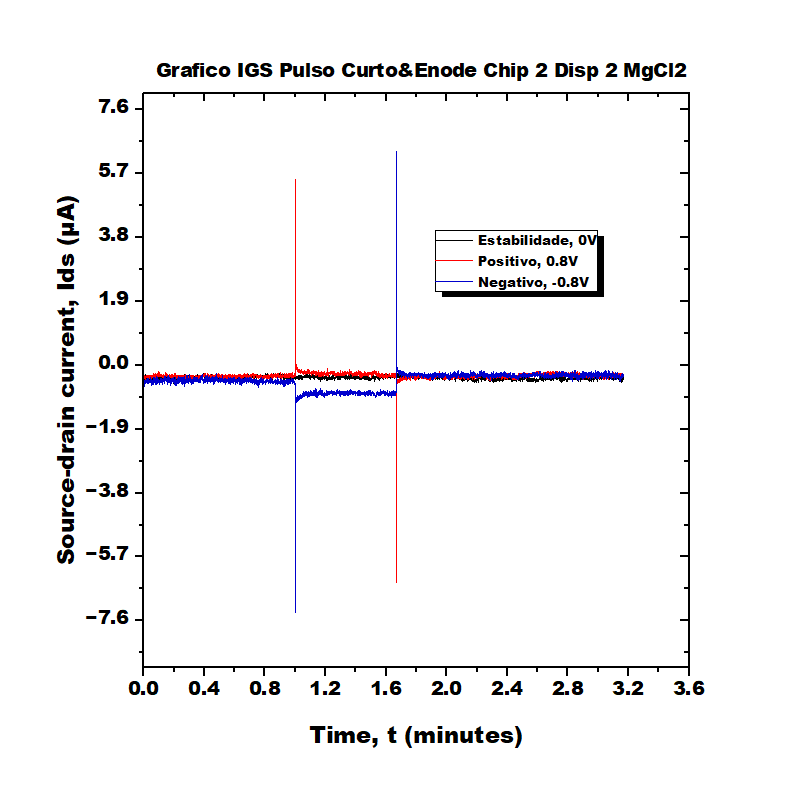 Grafico IGS Pulso Curto&Enode Chip 2 Disp 2 MgCl2
7.6
5.7
3.8
1.9
0.0
−1.9
−3.8
−5.7
−7.6
Source-drain current, Ids (µA)
Estabilidade, 0V
Positivo, 0.8V
Negativo, -0.8V
0.0 0.4 0.8 1.2 1.6 2.0 2.4 2.8 3.2 3.6
Time, t (minutes)